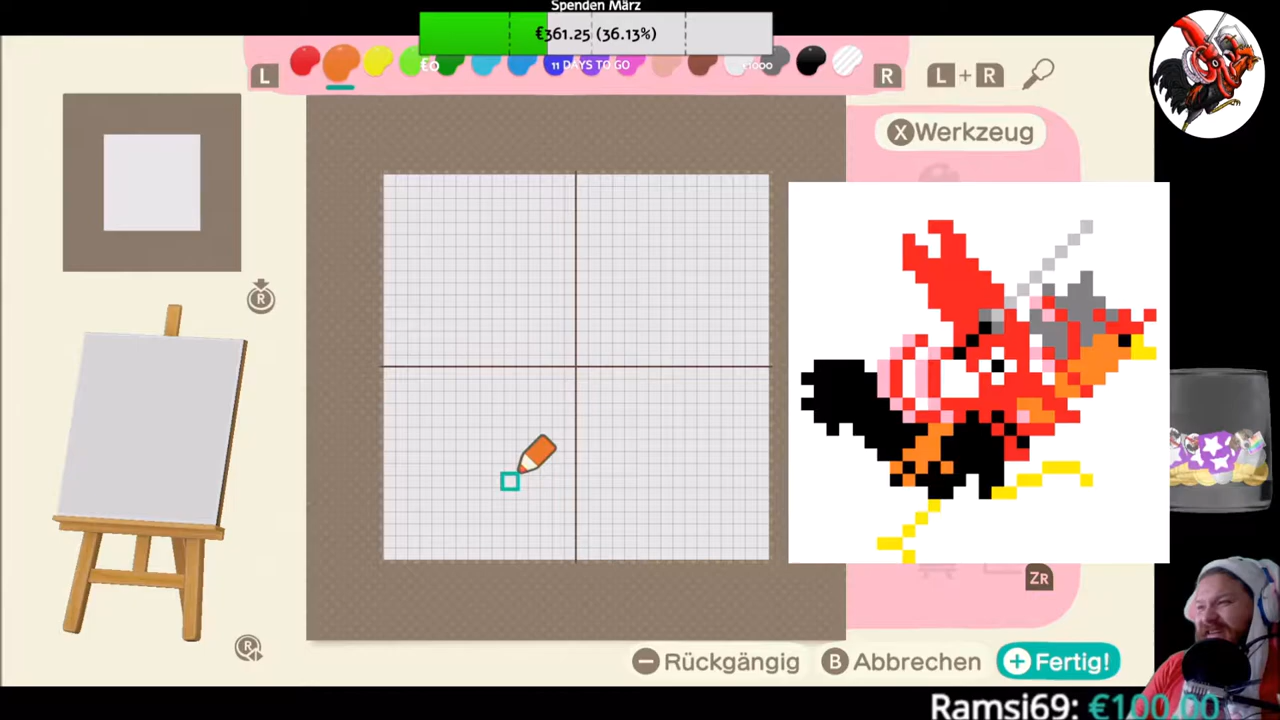 Spenden März
€361.25 (36.13%)
€0
11 DAYS TO GO
€1000
L
R
L + R
X Werkzeug
R
R
ZR
Rückgängig
B Abbrechen
Fertig!
Ramsi69: €100.00